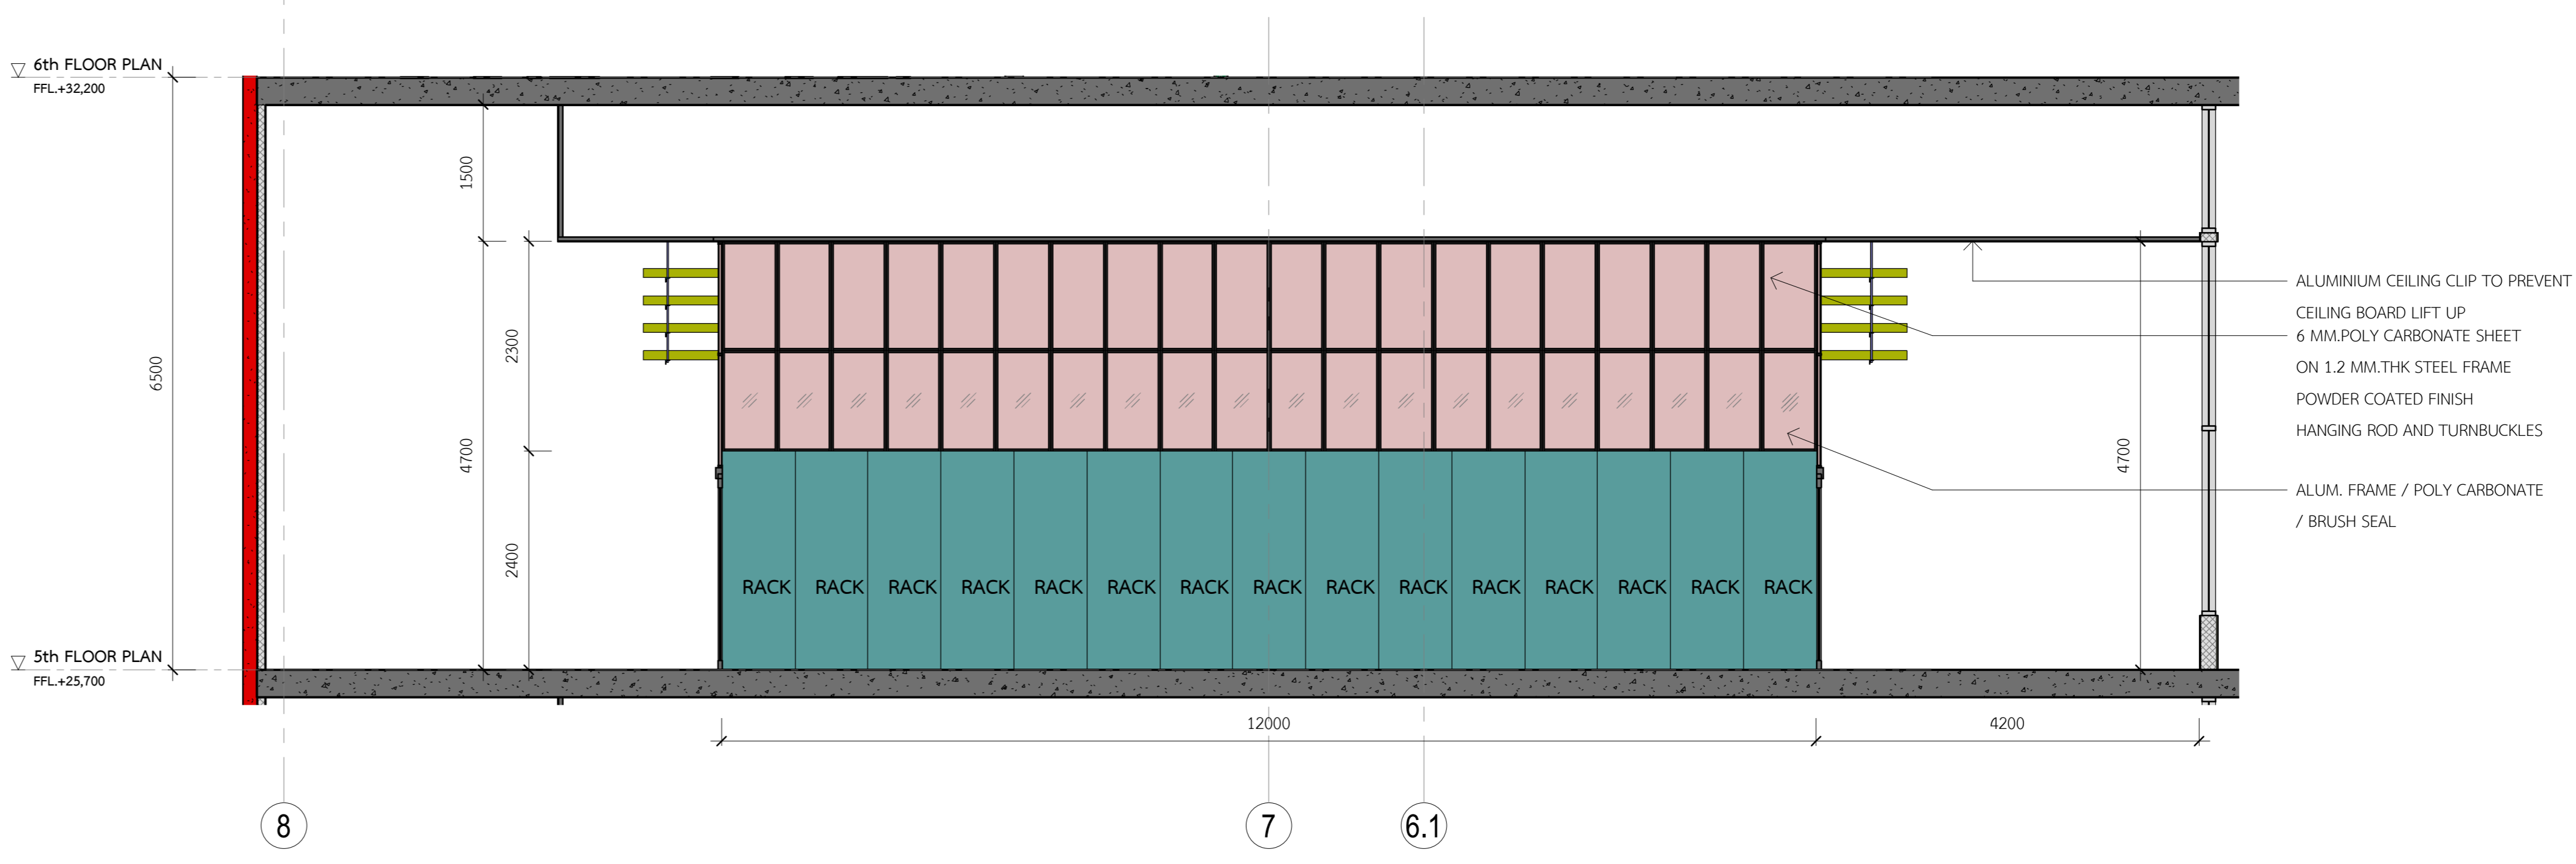 6th FLOOR PLAN
FFL.+32,200
1500
2300
6500
4700
2400
4700
ALUMINIUM CEILING CLIP TO PREVENT
CEILING BOARD LIFT UP
6 MM.POLY CARBONATE SHEET
ON 1.2 MM.THK STEEL FRAME
POWDER COATED FINISH
HANGING ROD AND TURNBUCKLES
ALUM. FRAME / POLY CARBONATE
/ BRUSH SEAL
RACK RACK RACK RACK RACK RACK RACK RACK RACK RACK RACK RACK RACK RACK RACK
5th FLOOR PLAN
FFL.+25,700
12000 4200
8 7 6.1